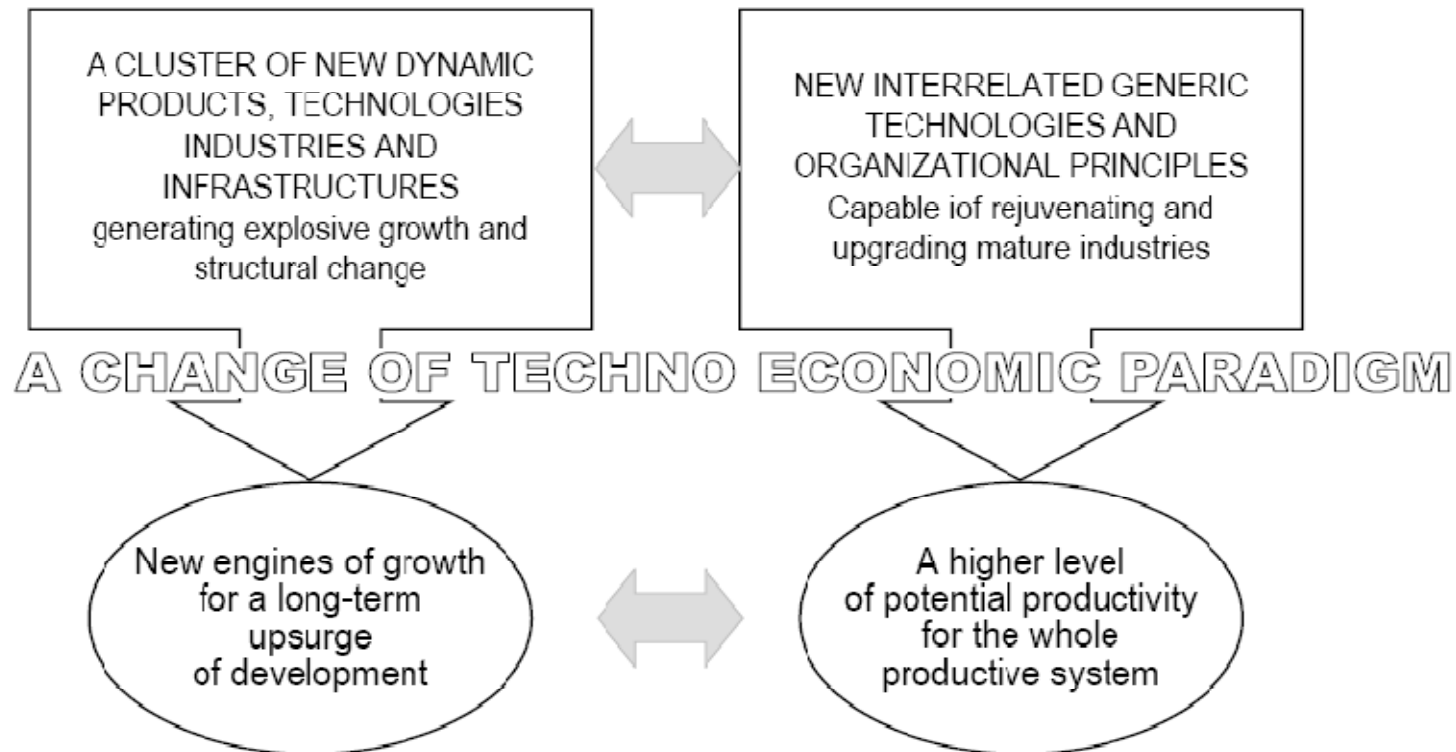 A CLUSTER OF NEW DYNAMIC
PRODUCTS, TECHNOLOGIES
INDUSTRIES AND
INFRASTRUCTURES
generating explosive growth and
structural change
NEW INTERRELATED GENERIC
TECHNOLOGIES AND
ORGANIZATIONAL PRINCIPLES
Capable iof rejuvenating and
upgrading mature industries
A CHANGE OF TECHNO ECONOMIC PARADIGM
New engines of growth
for a long-term
upsurge
of development
A higher level
of potential productivity
for the whole
productive system